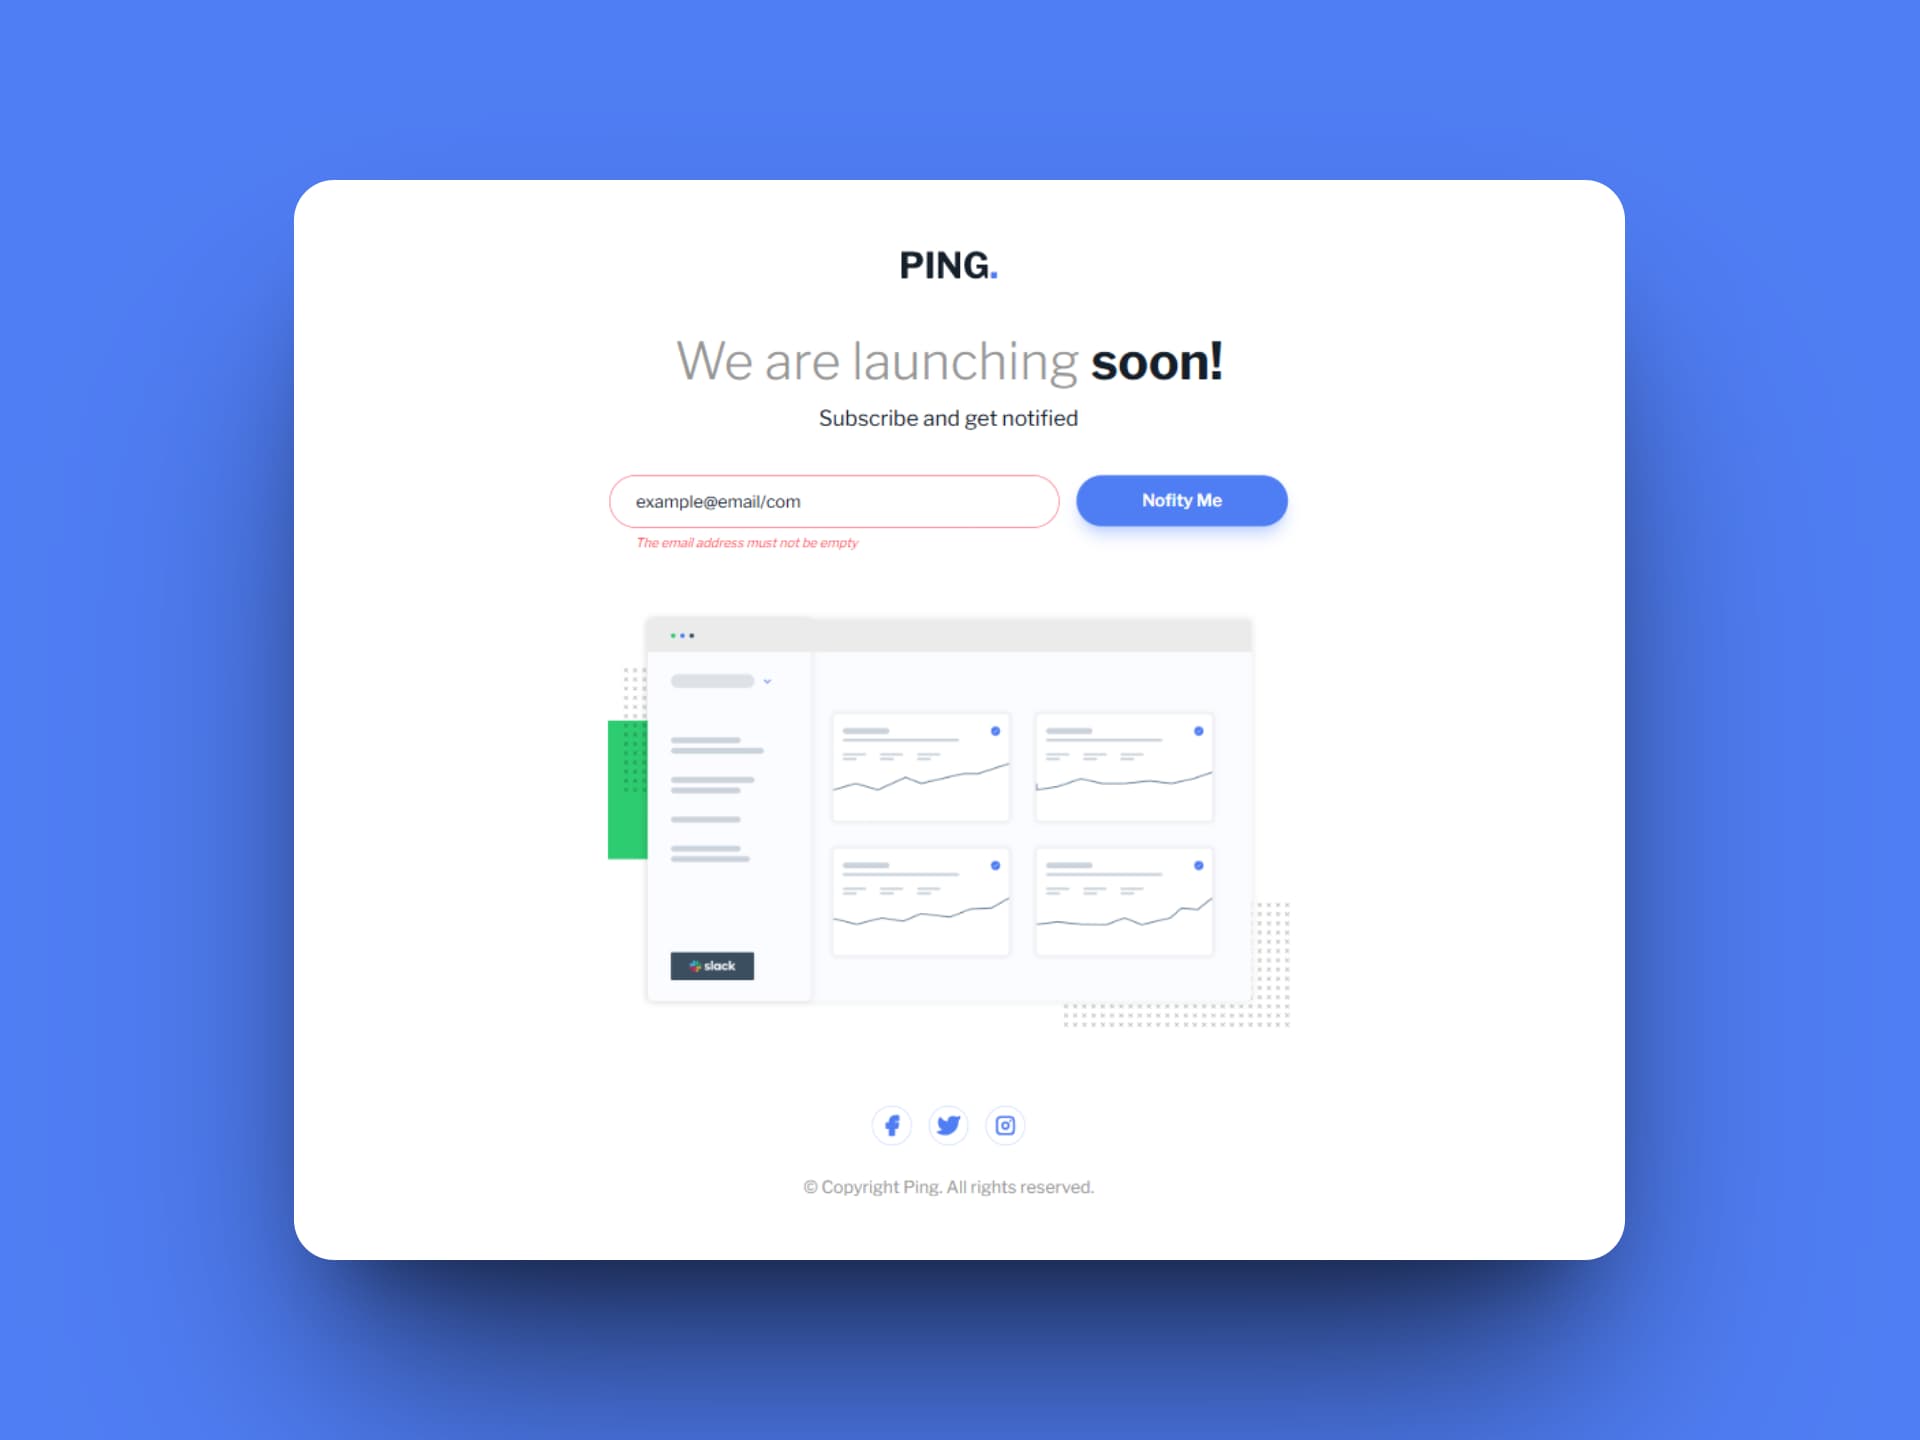 PING.
We are launching soon!
Subscribe and get notified
example@email/com
Nofity Me
The email address must not be empty
slack
© Copyright Ping. All rights reserved.